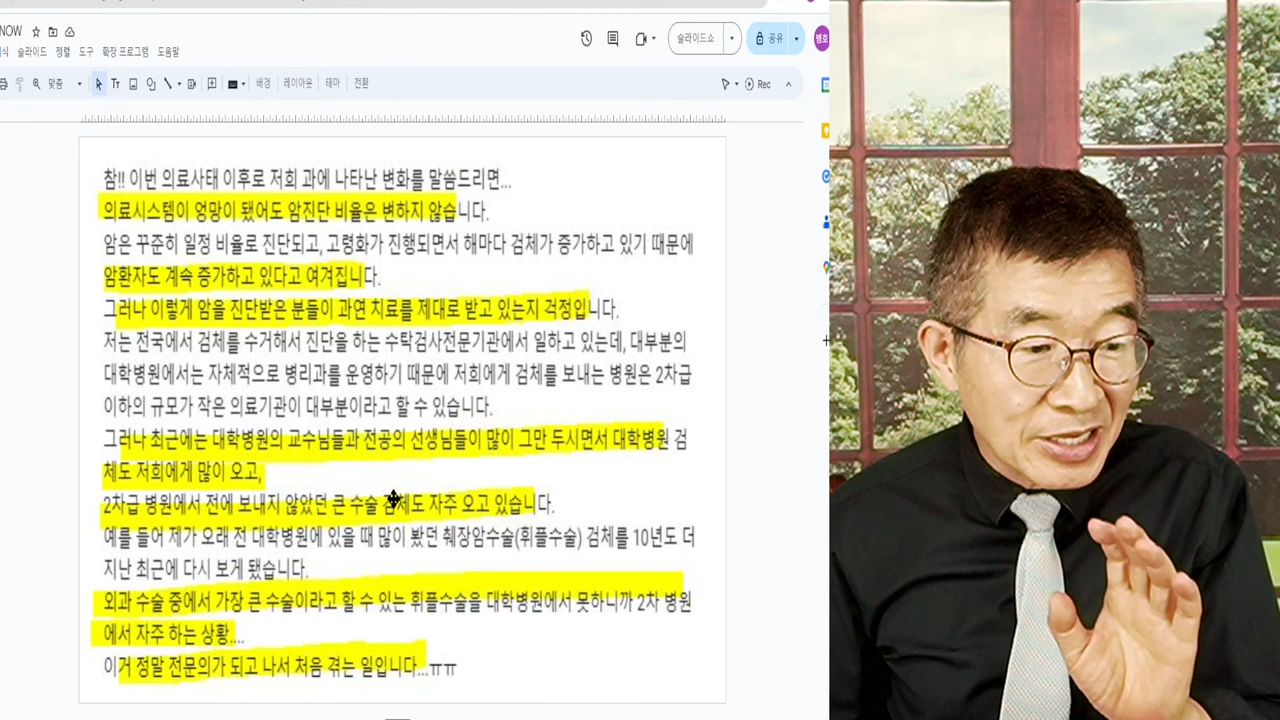 NOW
슬라이드 정렬 도구 확장 프로그램 도움말
슬라이드쇼
공유
병호
맞춤
Tт
배경 레이아웃 테마 전환
Rec
참!! 이번 의료사태 이후로 저희 과에 나타난 변화를 말씀드리면...
의료시스템이 엉망이 됐어도 암진단 비율은 변하지 않습니다.
암은 꾸준히 일정 비율로 진단되고, 고령화가 진행되면서 해마다 검체가 증가하고 있기 때문에
암환자도 계속 증가하고 있다고 여겨집니다.
그러나 이렇게 암을 진단받은 분들이 과연 치료를 제대로 받고 있는지 걱정입니다.
저는 전국에서 검체를 수거해서 진단을 하는 수탁검사전문기관에서 일하고 있는데, 대부분의
대학병원에서는 자체적으로 병리과를 운영하기 때문에 저희에게 검체를 보내는 병원은 2차급
이하의 규모가 작은 의료기관이 대부분이라고 할 수 있습니다.
그러나 최근에는 대학병원의 교수님들과 전공의 선생님들이 많이 그만 두시면서 대학병원 검
체도 저희에게 많이 오고,
2차급 병원에서 전에 보내지 않았던 큰 수술 검체도 자주 오고 있습니다.
예를 들어 제가 오래 전 대학병원에 있을 때 많이 봤던 췌장암수술(휘플수술) 검체를 10년도 더
지난 최근에 다시 보게 됐습니다.
외과 수술 중에서 가장 큰 수술이라고 할 수 있는 휘플수술을 대학병원에서 못하니까 2차 병원
에서 자주 하는 상황....
이거 정말 전문의가 되고 나서 처음 겪는 일입니다...ㅠㅠ